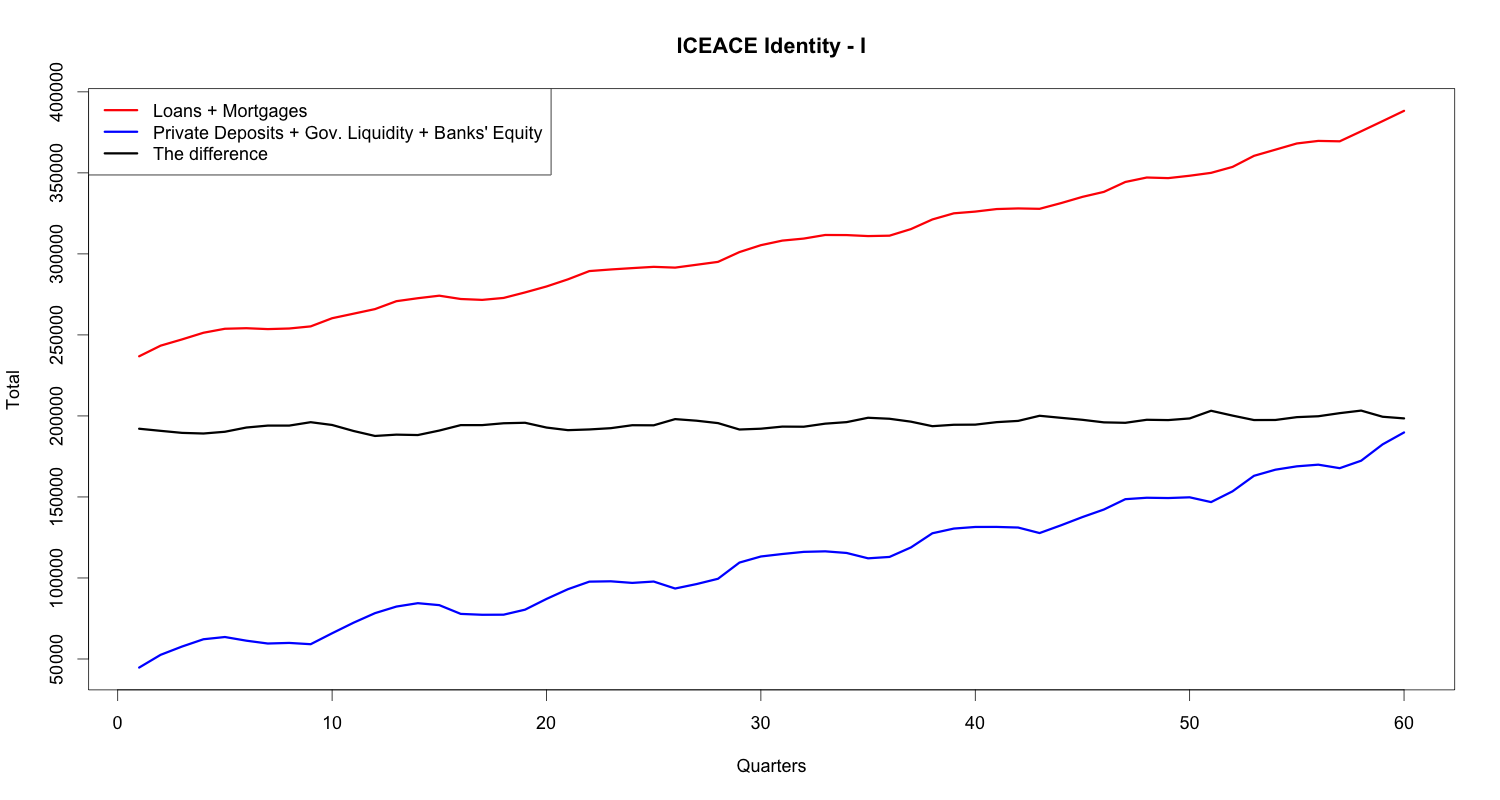 ICEACE Identity - I
Loans + Mortgages
Private Deposits + Gov. Liquidity + Banks' Equity
The difference
Total
400000
350000
300000
250000
200000
150000
100000
50000
0 10 20 30 40 50 60
Quarters